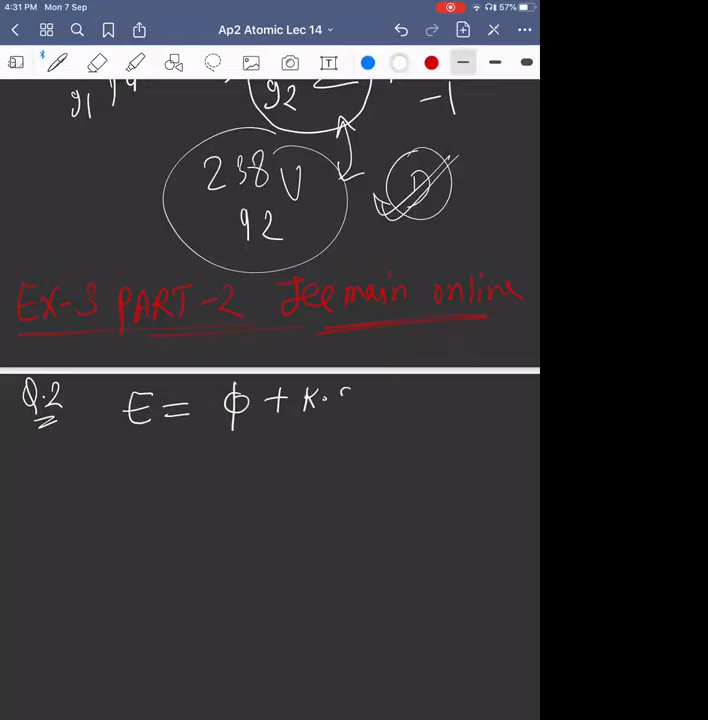 4:31 PM Mon 7 Sep
57%
Ap2 Atomic Lec 14
T
92
-1
238 U
92
D
EX-3 PART-2 Jee main online
Q.2 E = φ + K.